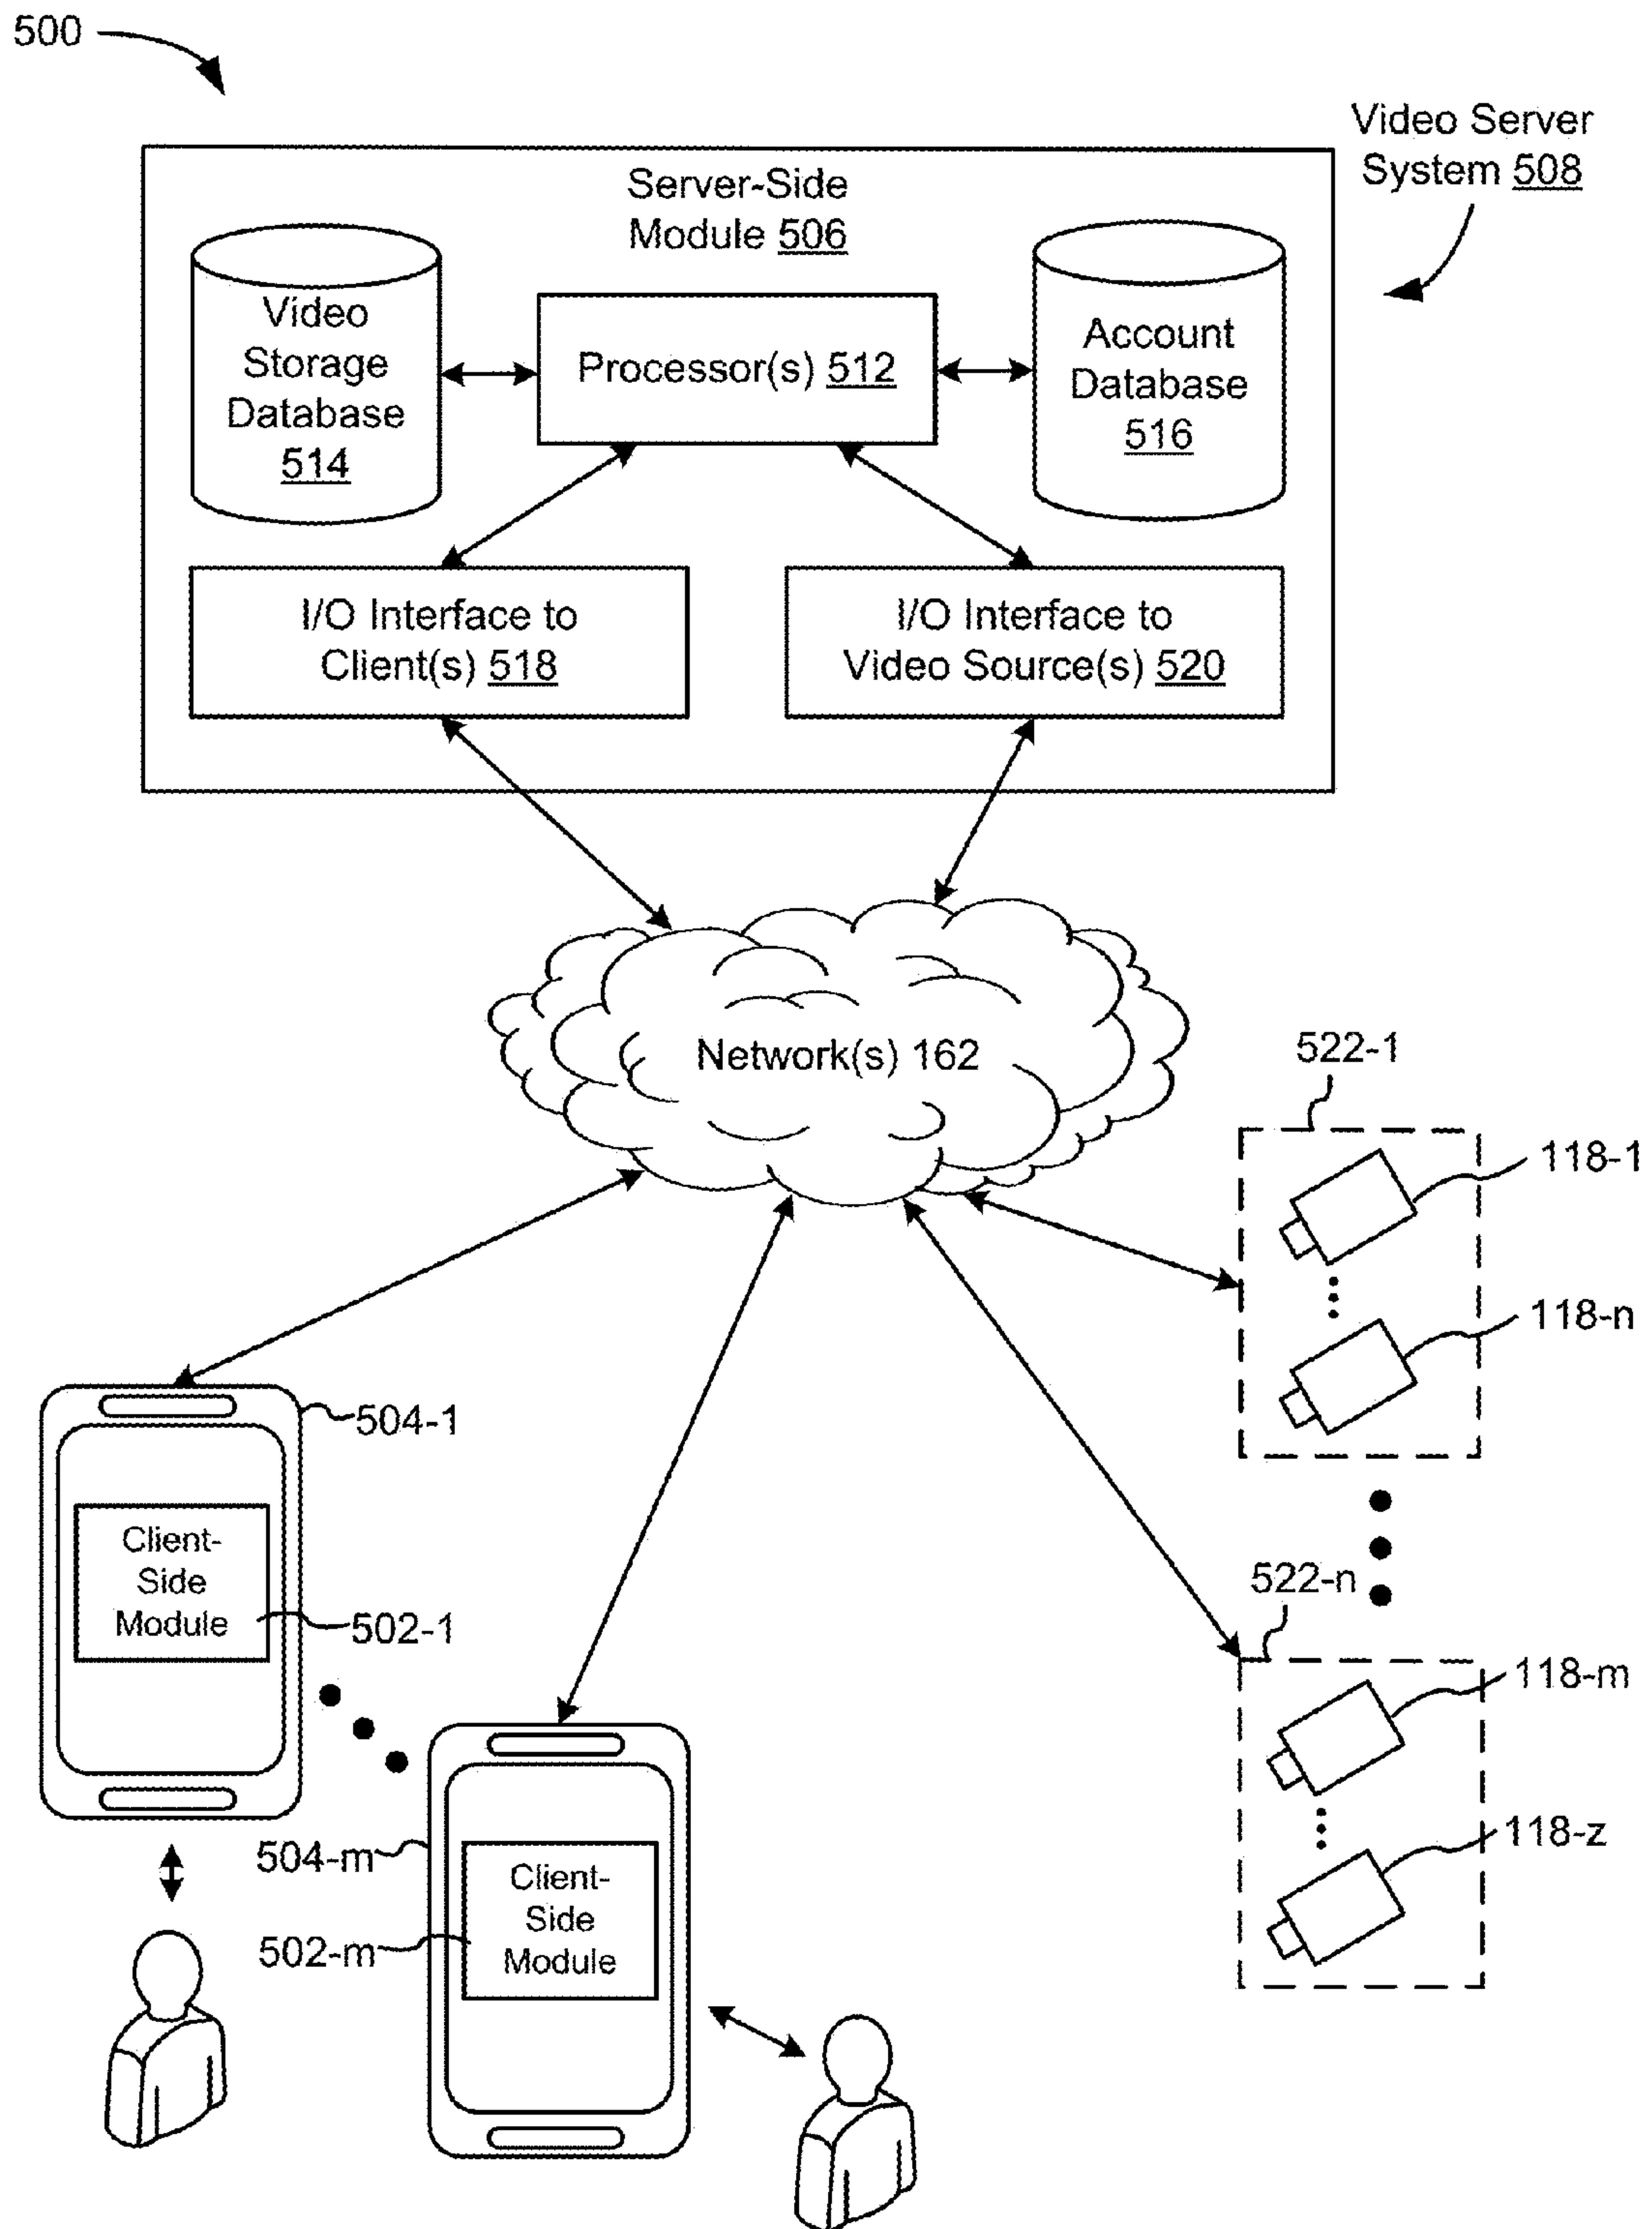 500
Video Server
System 508
Server-Side
Module 506
Video
Storage
Database
514
Processor(s) 512
Account
Database
516
I/O Interface to
Client(s) 518
I/O Interface to
Video Source(s) 520
Network(s) 162
522-1
118-1
118-n
504-1
Client-
Side
Module
502-1
522-n
118-m
118-z
504-m
Client-
Side
Module
502-m